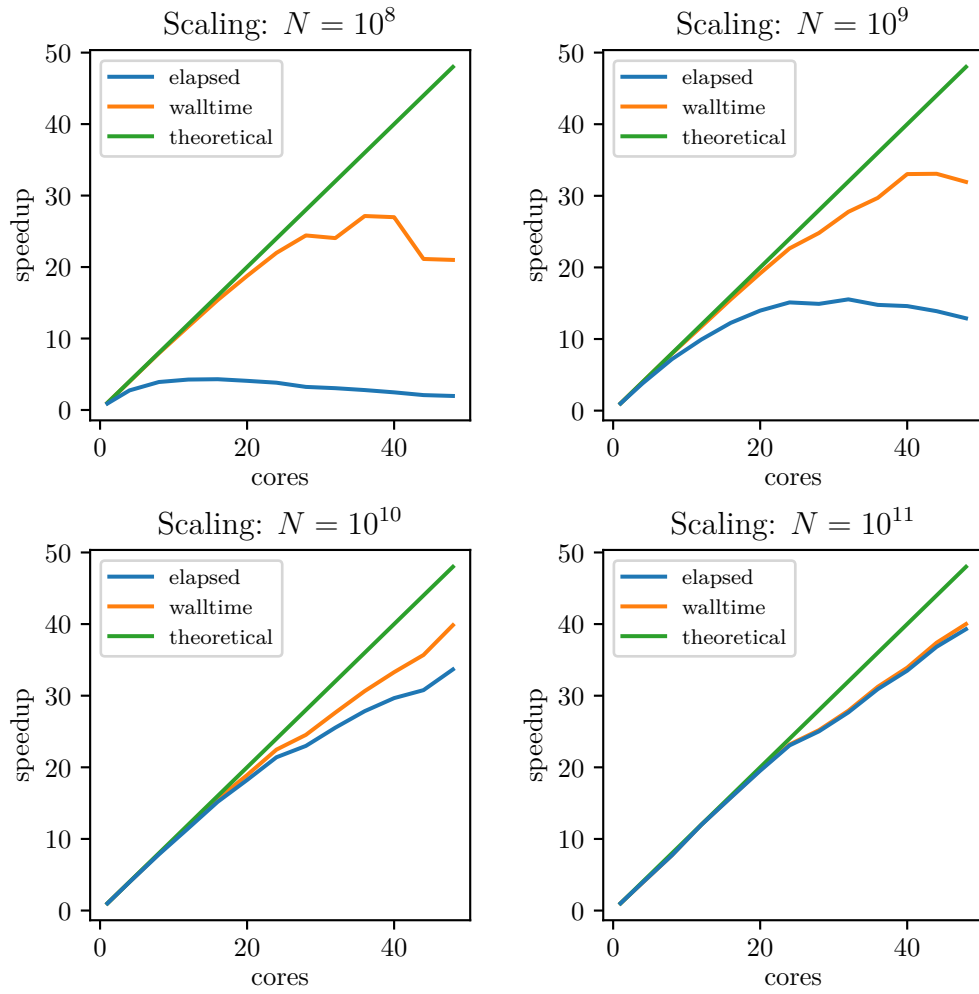 Scaling: N = 10^8
50
40
30
20
10
0
speedup
elapsed
walltime
theoretical
0
20
40
cores
Scaling: N = 10^9
50
40
30
20
10
0
speedup
elapsed
walltime
theoretical
0
20
40
cores
Scaling: N = 10^10
50
40
30
20
10
0
speedup
elapsed
walltime
theoretical
0
20
40
cores
Scaling: N = 10^11
50
40
30
20
10
0
speedup
elapsed
walltime
theoretical
0
20
40
cores